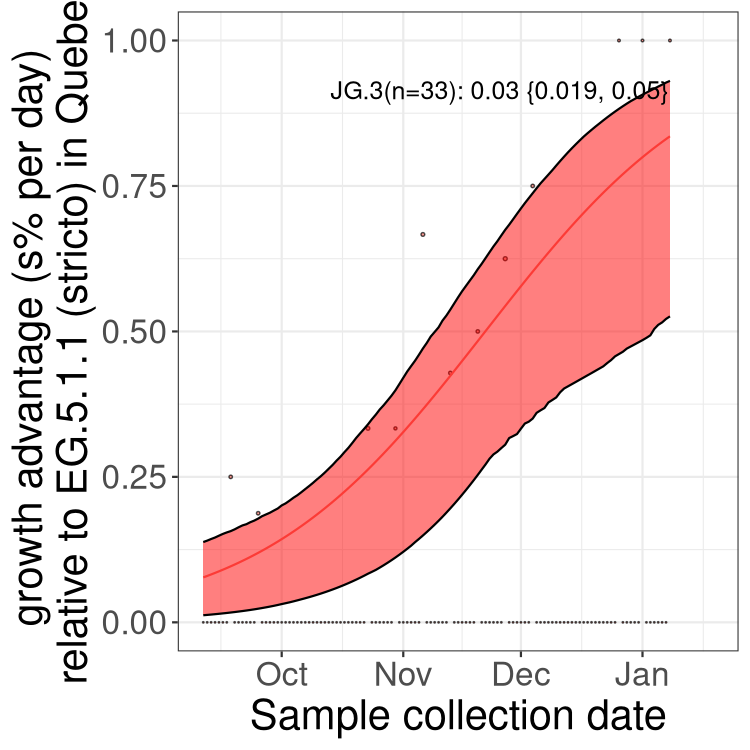 growth advantage (s% per day)
relative to EG.5.1.1 (stricto) in Quebe
1.00
0.75
0.50
0.25
0.00
JG.3(n=33): 0.03 {0.019, 0.05}
Oct Nov Dec Jan
Sample collection date